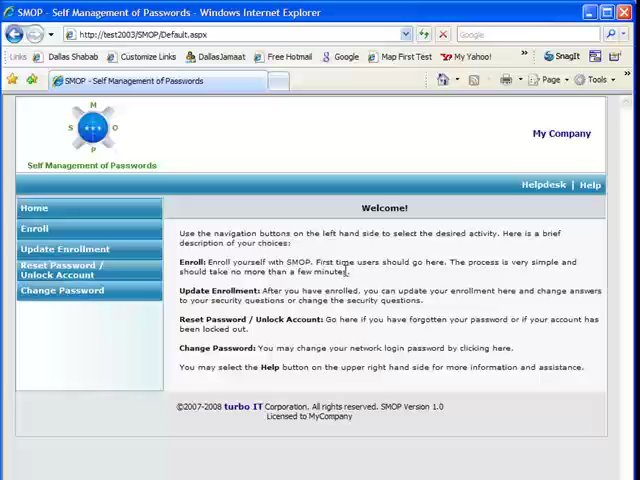 SMOP - Self Management of Passwords - Windows Internet Explorer
http://test2003/SMOP/Default.aspx
Google
Links Dallas Shabab Customize Links DallasJamaat Free Hotmail Google Map First Test My Yahoo! SnagIt
SMOP - Self Management of Passwords
Page Tools
M
S O
P
Self Management of Passwords
My Company
Helpdesk | Help
Home
Enroll
Update Enrollment
Reset Password /
Unlock Account
Change Password
Welcome!
Use the navigation buttons on the left hand side to select the desired activity. Here is a brief
description of your choices:
Enroll: Enroll yourself with SMOP. First time users should go here. The process is very simple and
should take no more than a few minutes.
Update Enrollment: After you have enrolled, you can update your enrollment here and change answers
to your security questions or change the security questions.
Reset Password / Unlock Account: Go here if you have forgotten your password or if your account has
been locked out.
Change Password: You may change your network login password by clicking here.
You may select the Help button on the upper right hand side for more information and assistance.
©2007-2008 turbo IT Corporation. All rights reserved. SMOP Version 1.0
Licensed to MyCompany